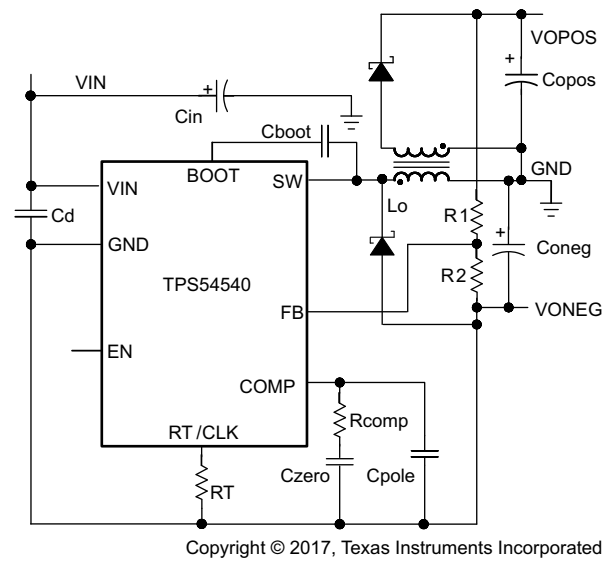 VOPOS
+
Copos
VIN
+
Cin
Cboot
GND
BOOT
VIN
SW
Lo
R1
+
Coneg
Cd
GND
TPS54540
R2
FB
VONEG
EN
COMP
Rcomp
RT/CLK
Czero
Cpole
RT
Copyright © 2017, Texas Instruments Incorporated